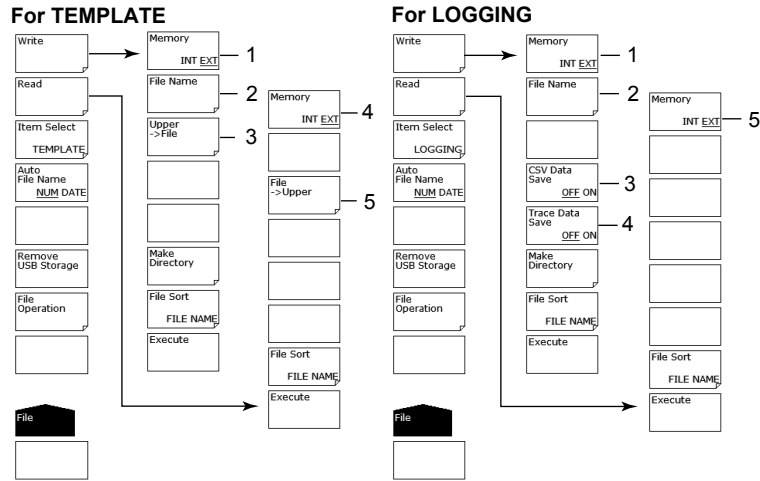 For TEMPLATE
Write
Read
Item Select
TEMPLATE
Auto
File Name
NUM DATE
Remove
USB Storage
File
Operation
File
Memory
INT EXT
1
File Name
2
Upper
->File
3
Make
Directory
File Sort
FILE NAME
Execute
Memory
INT EXT
4
File
->Upper
5
File Sort
FILE NAME
Execute
For LOGGING
Write
Read
Item Select
LOGGING
Auto
File Name
NUM DATE
Remove
USB Storage
File
Operation
File
Memory
INT EXT
1
File Name
2
CSV Data
Save
OFF ON
3
Trace Data
Save
OFF ON
4
Make
Directory
File Sort
FILE NAME
Execute
Memory
INT EXT
5
File Sort
FILE NAME
Execute